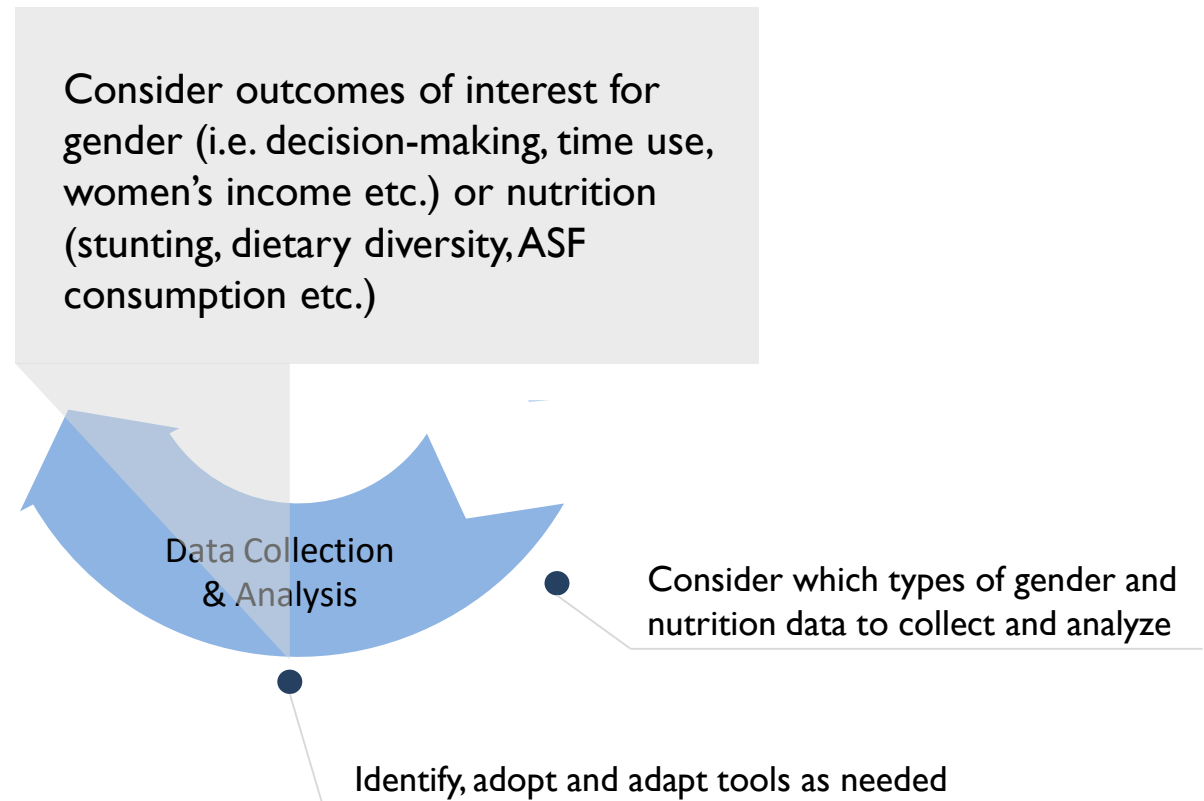 Consider outcomes of interest for
gender (i.e. decision-making, time use,
women’s income etc.) or nutrition
(stunting, dietary diversity, ASF
consumption etc.)
Data Collection
& Analysis
Consider which types of gender and
nutrition data to collect and analyze
Identify, adopt and adapt tools as needed